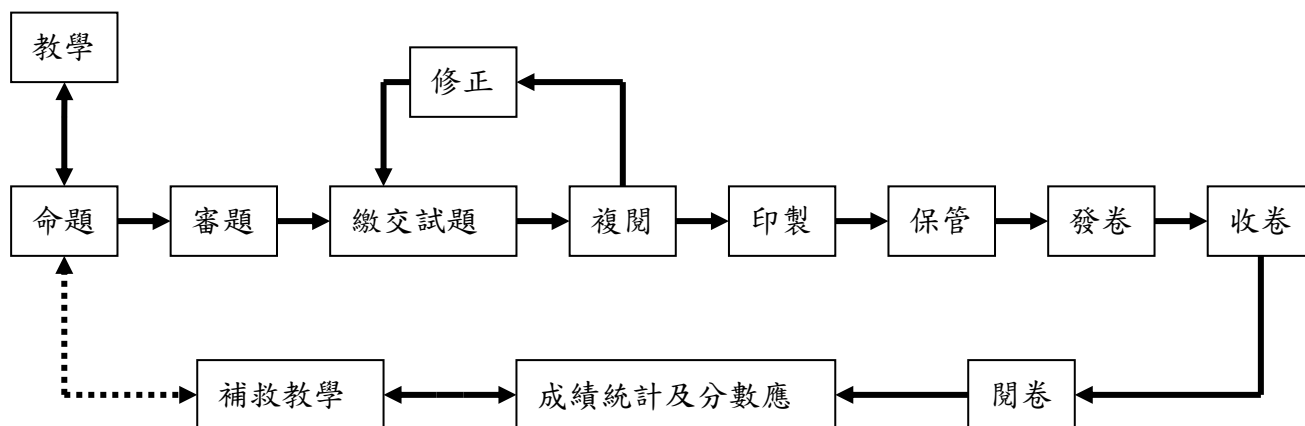 教學
修正
命題
審題
繳交試題
複閱
印製
保管
發卷
收卷
補救教學
成績統計及分數應
閱卷